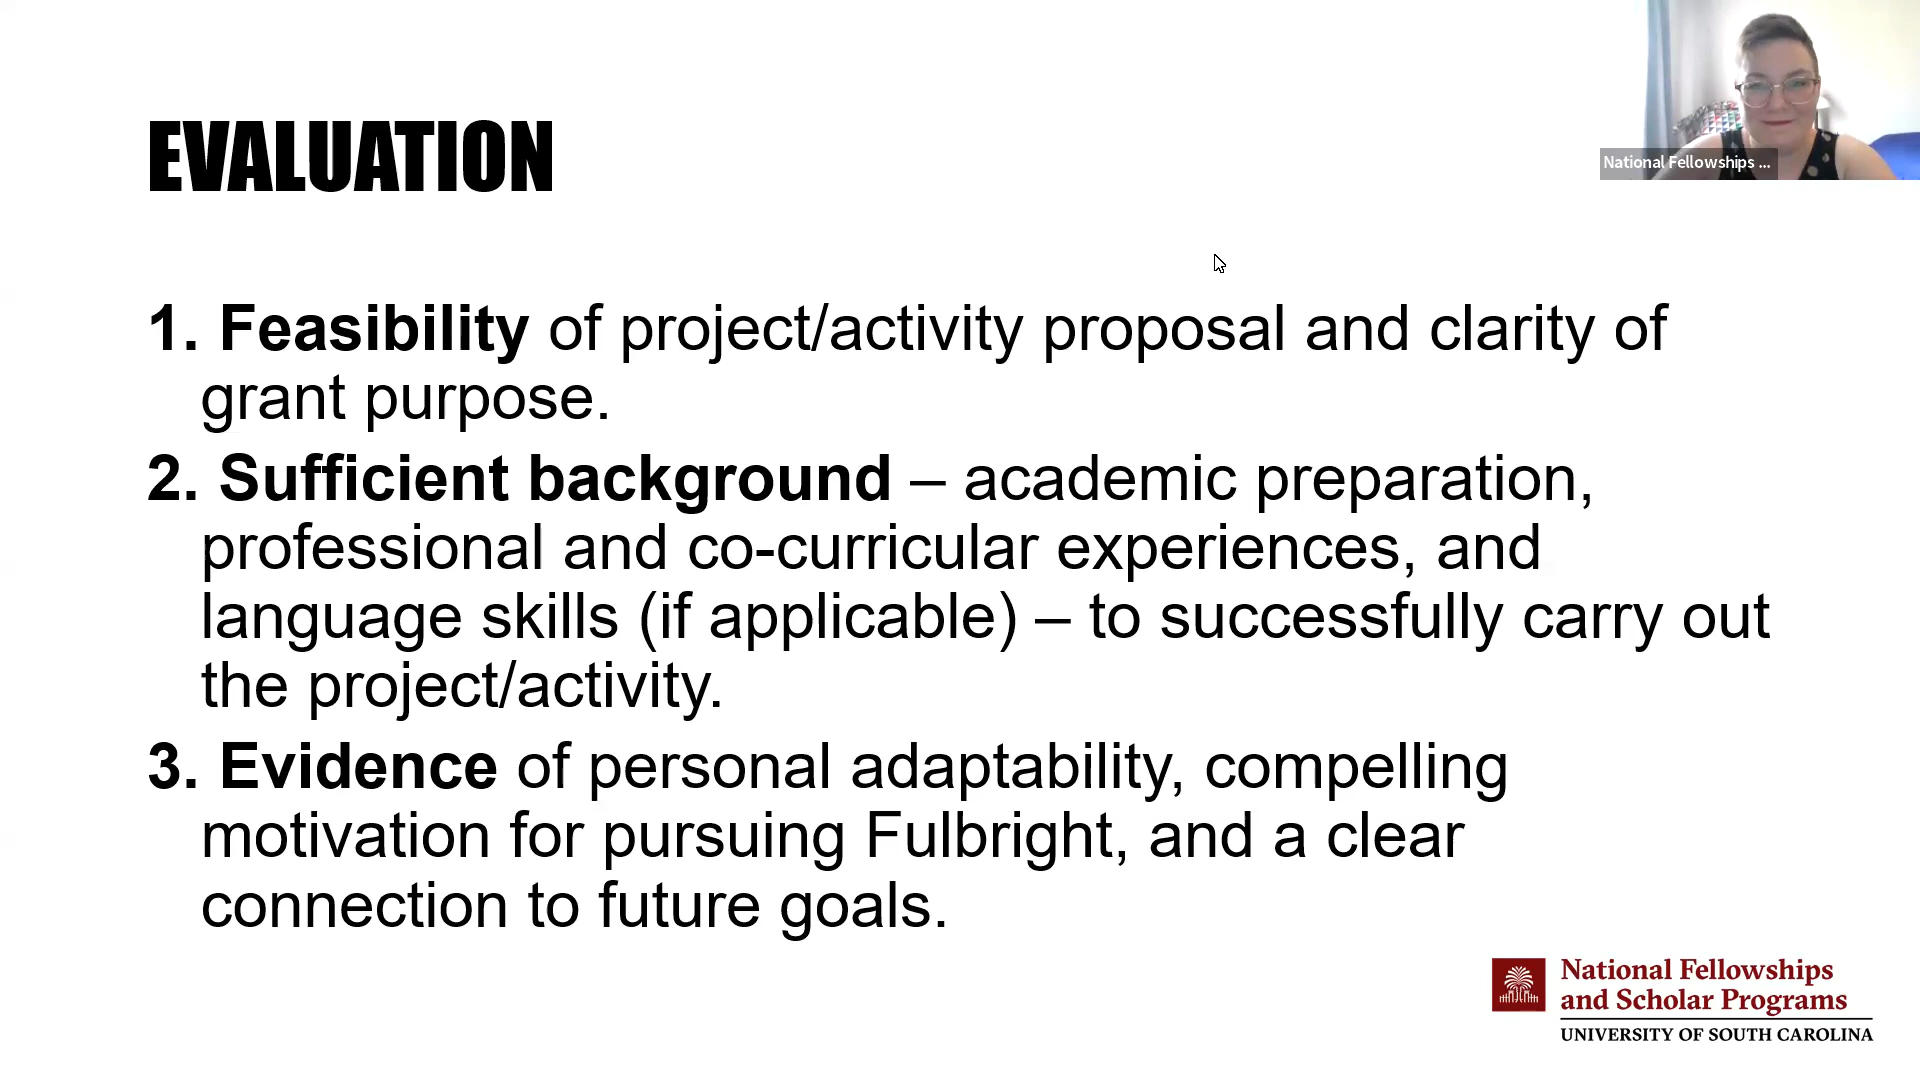 National Fellowships ...
EVALUATION
1. Feasibility of project/activity proposal and clarity of
grant purpose.
2. Sufficient background – academic preparation,
professional and co-curricular experiences, and
language skills (if applicable) – to successfully carry out
the project/activity.
3. Evidence of personal adaptability, compelling
motivation for pursuing Fulbright, and a clear
connection to future goals.
National Fellowships
and Scholar Programs
UNIVERSITY OF SOUTH CAROLINA